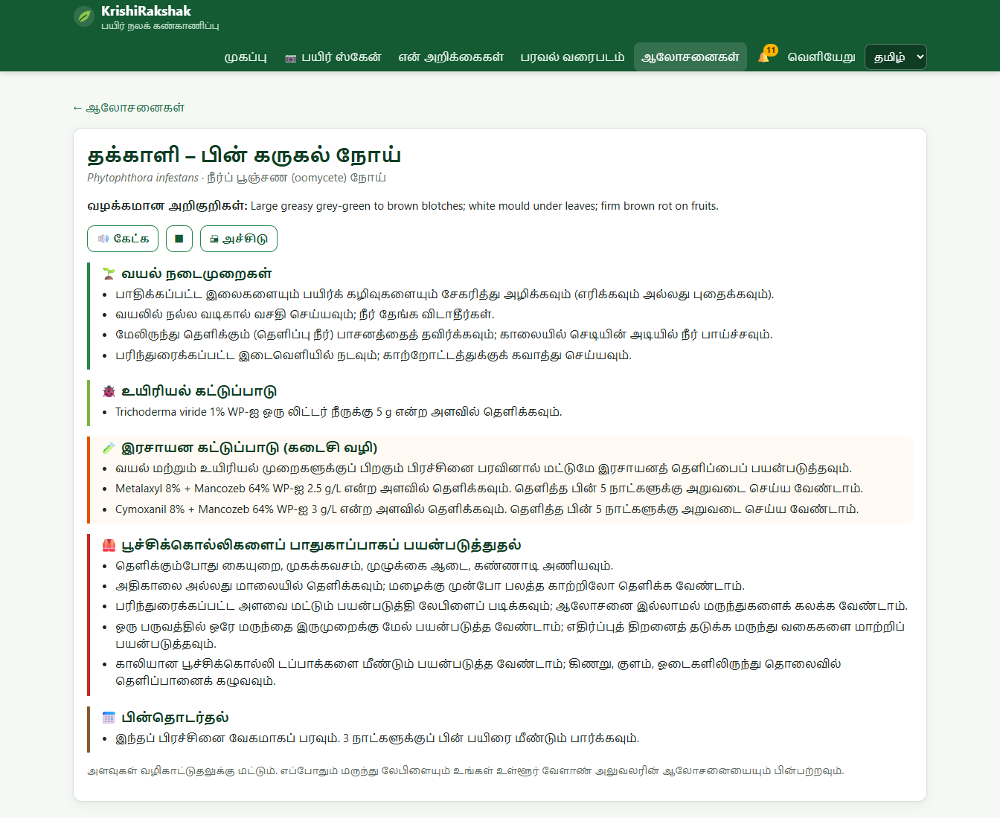 KrishiRakshak
பயிர் நலக் கண்காணிப்பு
முகப்பு பயிர் ஸ்கேன் என் அறிக்கைகள் பரவல் வரைபடம் ஆலோசனைகள் 11 வெளியேறு தமிழ்
← ஆலோசனைகள்
தக்காளி – பின் கருகல் நோய்
Phytophthora infestans · நீர்ப் பூஞ்சண (oomycete) நோய்
வழக்கமான அறிகுறிகள்: Large greasy grey-green to brown blotches; white mould under leaves; firm brown rot on fruits.
கேட்க அச்சிடு
வயல் நடைமுறைகள்
• பாதிக்கப்பட்ட இலைகளையும் பயிர்க் கழிவுகளையும் சேகரித்து அழிக்கவும் (எரிக்கவும் அல்லது புதைக்கவும்).
• வயலில் நல்ல வடிகால் வசதி செய்யவும்; நீர் தேங்க விடாதீர்கள்.
• மேலிருந்து தெளிக்கும் (தெளிப்பு நீர்) பாசனத்தைத் தவிர்க்கவும்; காலையில் செடியின் அடியில் நீர் பாய்ச்சவும்.
• பரிந்துரைக்கப்பட்ட இடைவெளியில் நடவும்; காற்றோட்டத்துக்குக் கவாத்து செய்யவும்.
உயிரியல் கட்டுப்பாடு
• Trichoderma viride 1% WP-ஐ ஒரு லிட்டர் நீருக்கு 5 g என்ற அளவில் தெளிக்கவும்.
இரசாயன கட்டுப்பாடு (கடைசி வழி)
• வயல் மற்றும் உயிரியல் முறைகளுக்குப் பிறகும் பிரச்சினை பரவினால் மட்டுமே இரசாயனத் தெளிப்பைப் பயன்படுத்தவும்.
• Metalaxyl 8% + Mancozeb 64% WP-ஐ 2.5 g/L என்ற அளவில் தெளிக்கவும். தெளித்த பின் 5 நாட்களுக்கு அறுவடை செய்ய வேண்டாம்.
• Cymoxanil 8% + Mancozeb 64% WP-ஐ 3 g/L என்ற அளவில் தெளிக்கவும். தெளித்த பின் 5 நாட்களுக்கு அறுவடை செய்ய வேண்டாம்.
பூச்சிக்கொல்லிகளைப் பாதுகாப்பாகப் பயன்படுத்துதல்
• தெளிக்கும்போது கையுறை, முகக்கவசம், முழுக்கை ஆடை, கண்ணாடி அணியவும்.
• அதிகாலை அல்லது மாலையில் தெளிக்கவும்; மழைக்கு முன்போ பலத்த காற்றிலோ தெளிக்க வேண்டாம்.
• பரிந்துரைக்கப்பட்ட அளவை மட்டும் பயன்படுத்தி லேபிளைப் படிக்கவும்; ஆலோசனை இல்லாமல் மருந்துகளைக் கலக்க வேண்டாம்.
• ஒரு பருவத்தில் ஒரே மருந்தை இருமுறைக்கு மேல் பயன்படுத்த வேண்டாம்; எதிர்ப்புத் திறனைத் தடுக்க மருந்து வகைகளை மாற்றிப்
பயன்படுத்தவும்.
• காலியான பூச்சிக்கொல்லி டப்பாக்களை மீண்டும் பயன்படுத்த வேண்டாம்; கிணறு, குளம், ஓடைகளிலிருந்து தொலைவில்
தெளிப்பானைக் கழுவவும்.
பின்தொடர்தல்
• இந்தப் பிரச்சினை வேகமாகப் பரவும். 3 நாட்களுக்குப் பின் பயிரை மீண்டும் பார்க்கவும்.
அளவுகள் வழிகாட்டுதலுக்கு மட்டும். எப்போதும் மருந்து லேபிளையும் உங்கள் உள்ளூர் வேளாண் அலுவலரின் ஆலோசனையையும் பின்பற்றவும்.